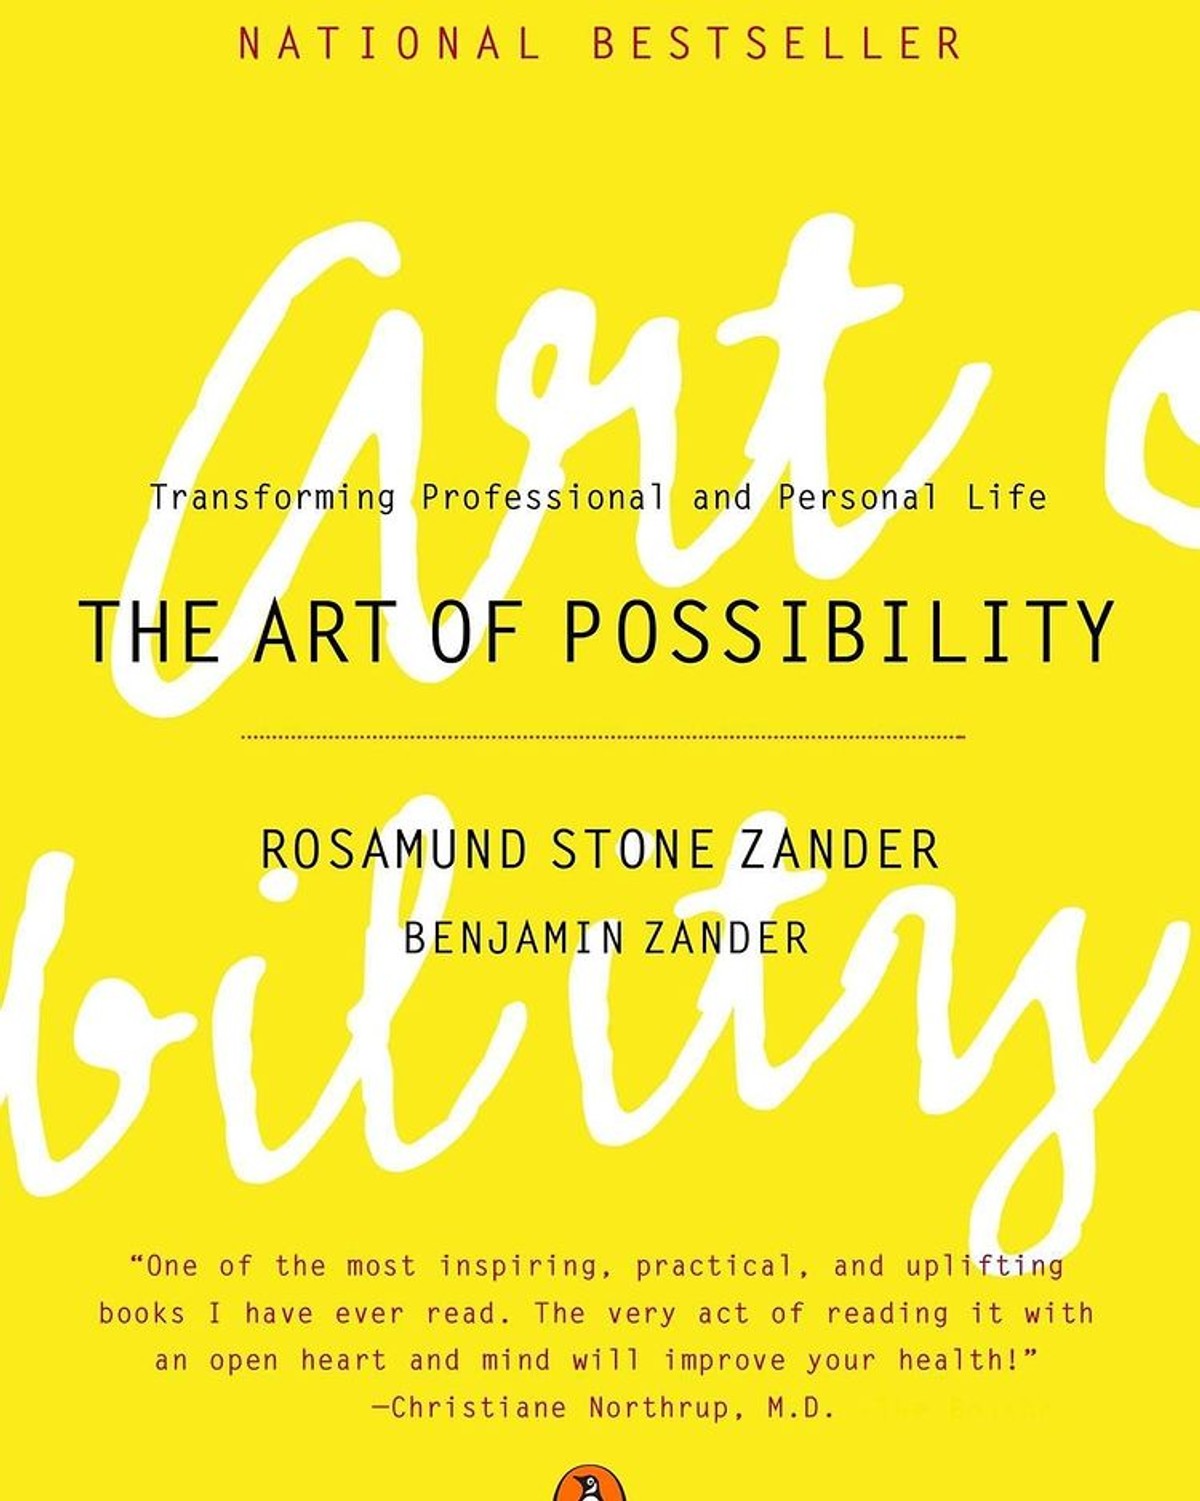 NATIONAL BESTSELLER
Art o
Transforming Professional and Personal Life
THE ART OF POSSIBILITY
ROSAMUND STONE ZANDER
BENJAMIN ZANDER
bility
“One of the most inspiring, practical, and uplifting
books I have ever read. The very act of reading it with
an open heart and mind will improve your health!”
—Christiane Northrup, M.D.